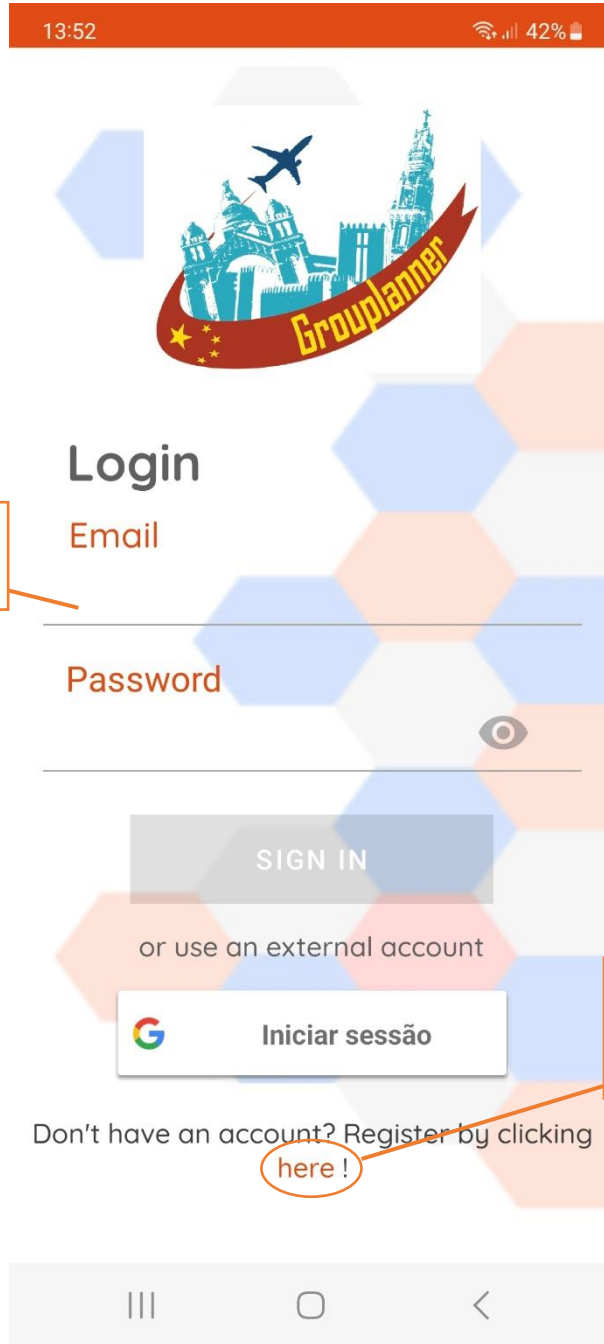 13:52 42%
Grouplanner
Login
Email
Password
SIGN IN
or use an external account
Iniciar sessão
Don't have an account? Register by clicking
here !